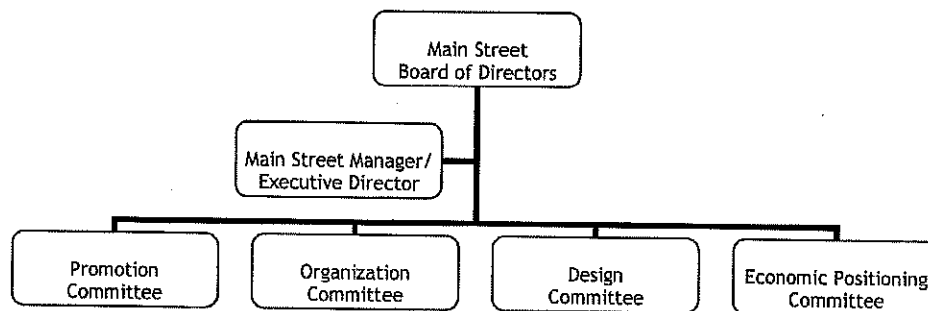 Main Street
Board of Directors
Main Street Manager/
Executive Director
Promotion
Committee
Organization
Committee
Design
Committee
Economic Positioning
Committee